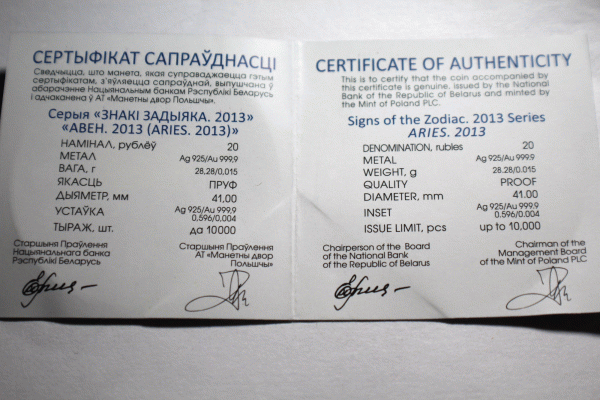 СЕРТЫФІКАТ САПРАЎДНАСЦІ
Сведчыцца, што манета, якая суправаджаецца гэтым
сертыфікатам, з'яўляецца сапраўднай, выпушчана ў
абарачэнне Нацыянальным банкам Рэспублікі Беларусь
і адчаканена ў АТ «Манетны двор Польшчы».
Серыя «ЗНАКІ ЗАДЫЯКА. 2013»
«АВЕН. 2013 (ARIES. 2013)»
НАМІНАЛ, рублёў 20
МЕТАЛ Ag 925/Au 999,9
ВАГА, г 28,28/0,015
ЯКАСЦЬ ПРУФ
ДЫЯМЕТР, мм 41,00
УСТАЎКА Ag 925/Au 999,9
0,596/0,004
ТЫРАЖ, шт. да 10000
Старшыня Праўлення
Нацыянальнага банка
Рэспублікі Беларусь
Старшыня Праўлення
АТ «Манетны двор
Польшчы»
CERTIFICATE OF AUTHENTICITY
This is to certify that the coin accompanied by
this certificate is genuine, issued by the National
Bank of the Republic of Belarus and minted by
the Mint of Poland PLC.
Signs of the Zodiac. 2013 Series
ARIES. 2013
DENOMINATION, rubles 20
METAL Ag 925/Au 999,9
WEIGHT, g 28.28/0.015
QUALITY PROOF
DIAMETER, mm 41.00
INSET Ag 925/Au 999,9
0.596/0.004
ISSUE LIMIT, pcs up to 10,000
Chairperson of the Board
of the National Bank
of the Republic of Belarus
Chairman of the
Management Board
of the Mint of Poland PLC